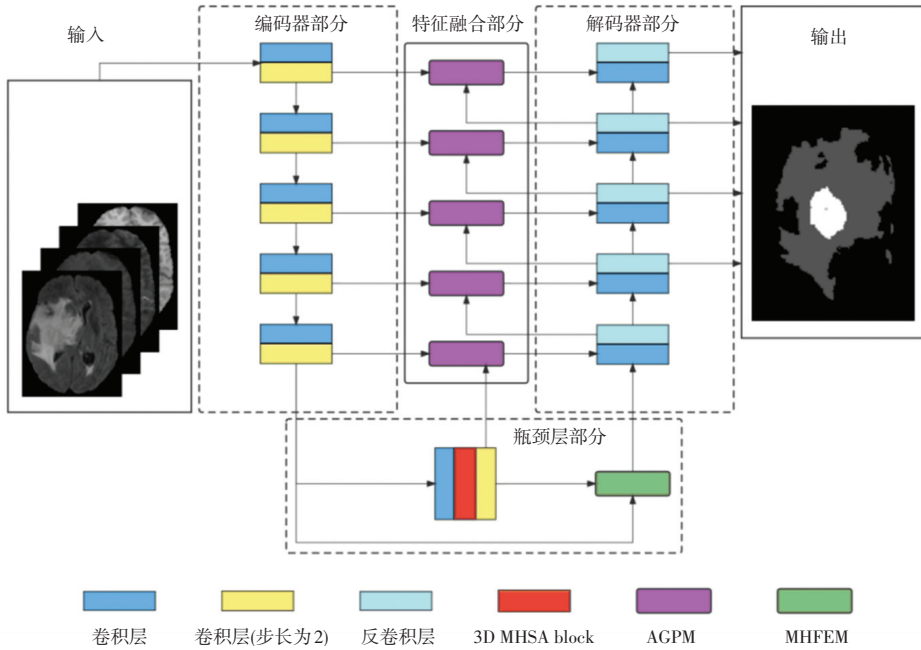 输入
编码器部分
特征融合部分
解码器部分
输出
瓶颈层部分
卷积层
卷积层(步长为2)
反卷积层
3D MHSA block
AGPM
MHFEM